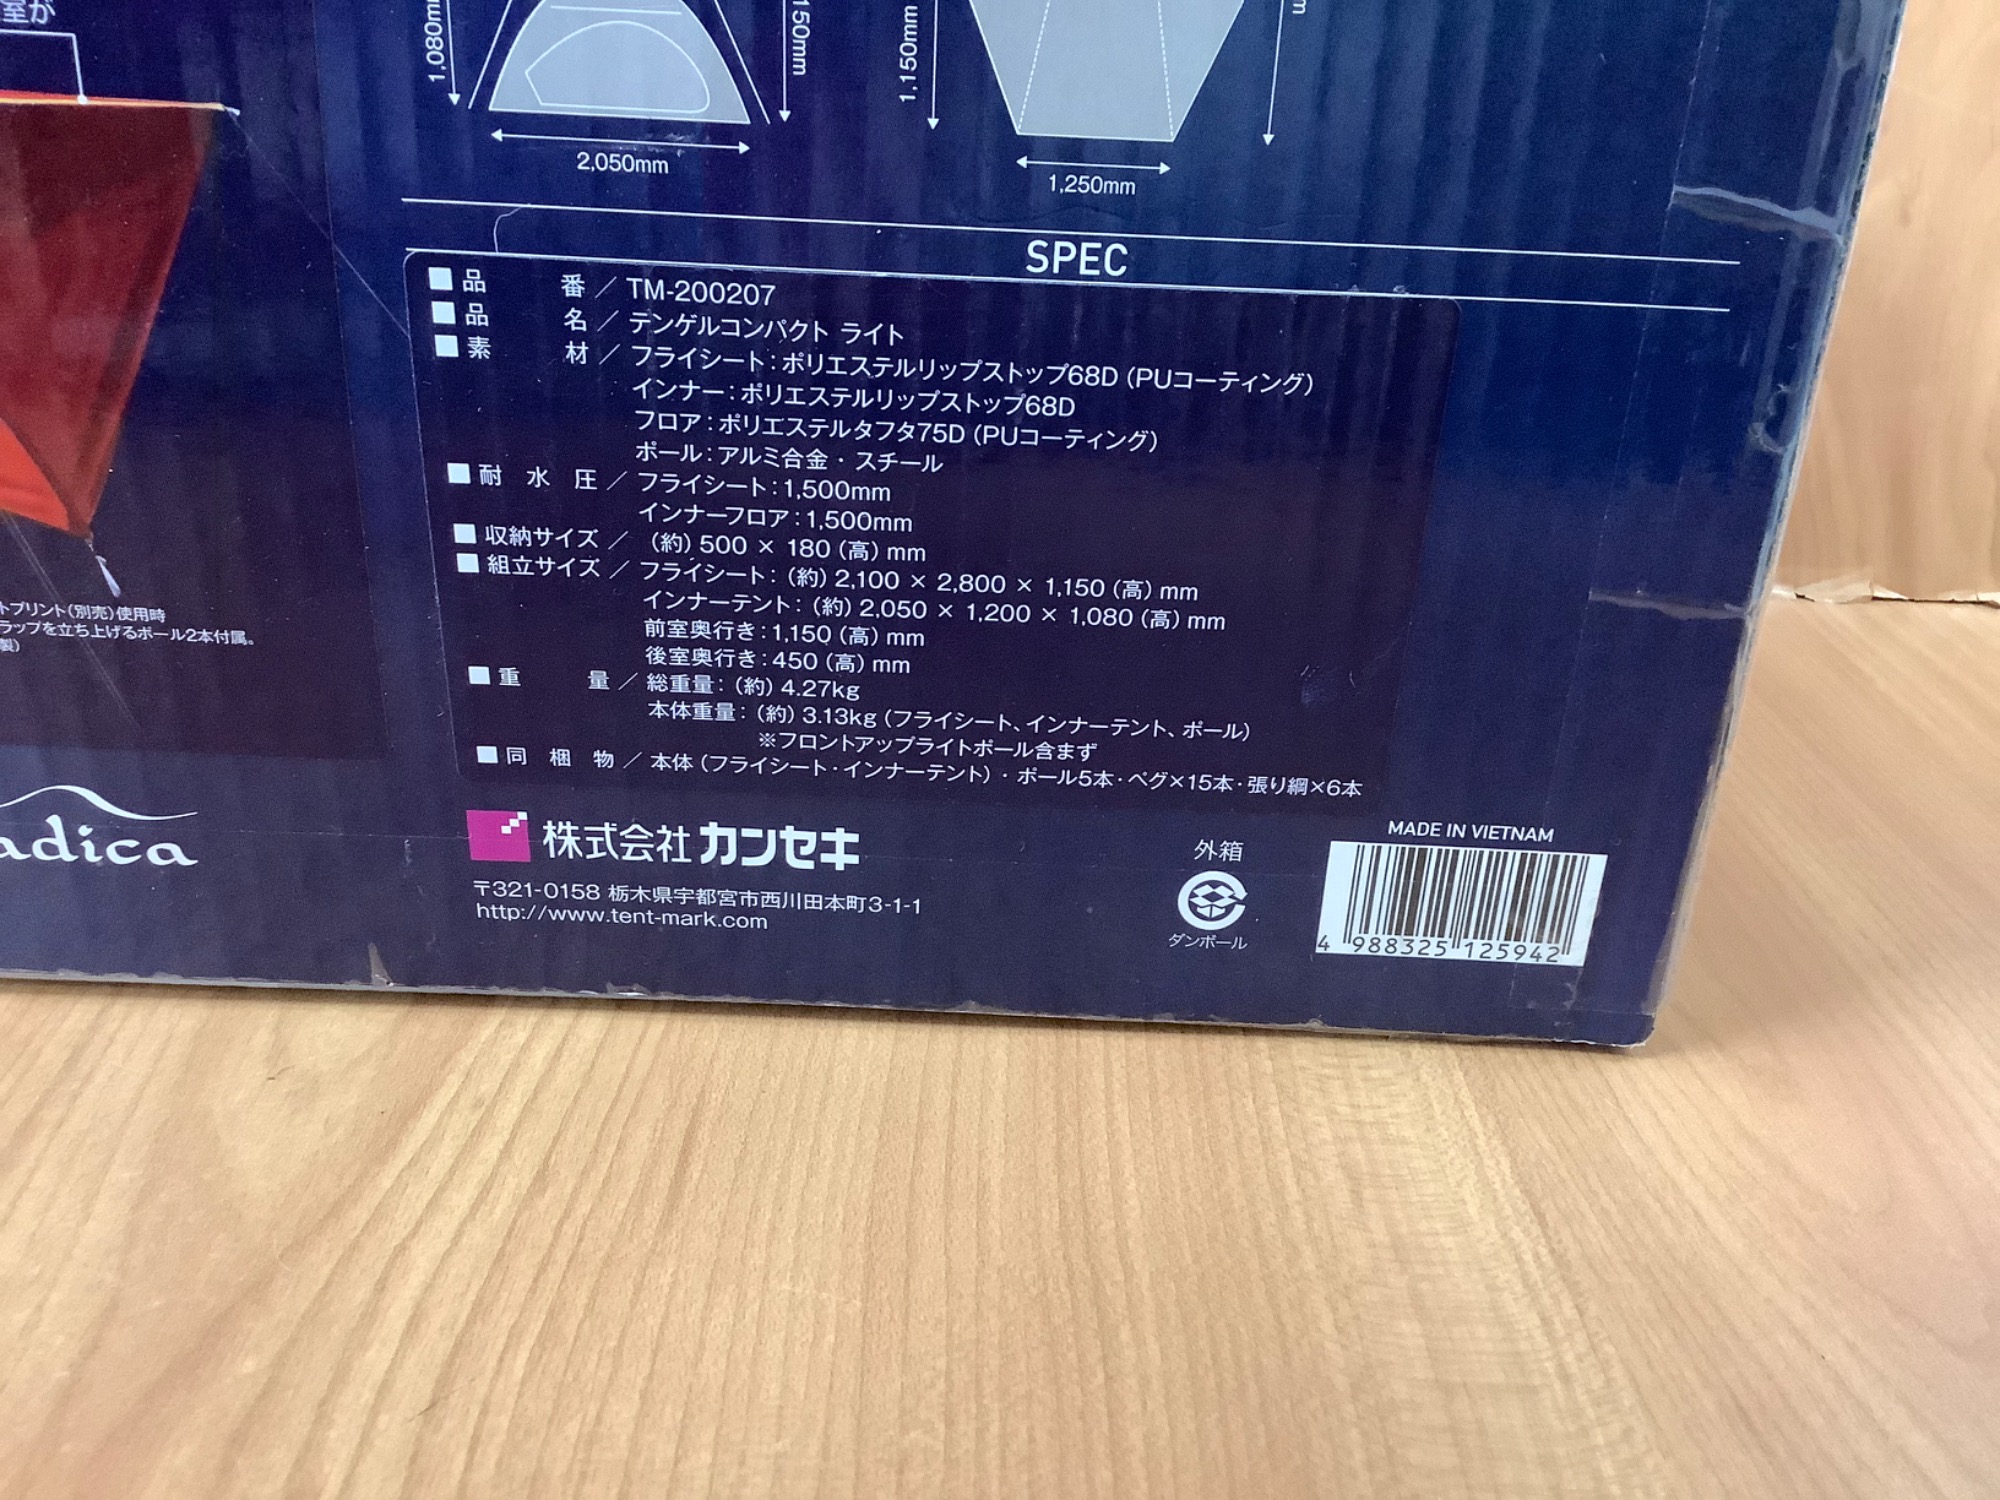 室が
1,080mm
150mm
2,050mm
1,150mm
1,250mm
SPEC
■品 番／TM-200207
■品 名／テンゲルコンパクト ライト
■素 材／フライシート：ポリエステルリップストップ68D（PUコーティング）
インナー：ポリエステルリップストップ68D
フロア：ポリエステルタフタ75D（PUコーティング）
ポール：アルミ合金・スチール
■耐 水 圧／フライシート：1,500mm
インナーフロア：1,500mm
■収納サイズ／（約）500 × 180（高）mm
■組立サイズ／フライシート：（約）2,100 × 2,800 × 1,150（高）mm
インナーテント：（約）2,050 × 1,200 × 1,080（高）mm
前室奥行き：1,150（高）mm
後室奥行き：450（高）mm
■重 量／総重量：（約）4.27kg
本体重量：（約）3.13kg（フライシート、インナーテント、ポール）
※フロントアップライトポール含まず
■同 梱 物／本体（フライシート・インナーテント）・ポール5本・ペグ×15本・張り綱×6本
トプリント（別売）使用時
ラップを立ち上げるポール2本付属。
製）
adica
株式会社カンセキ
〒321-0158 栃木県宇都宮市西川田本町3-1-1
http://www.tent-mark.com
外箱
ダンボール
MADE IN VIETNAM
4 988325 125942